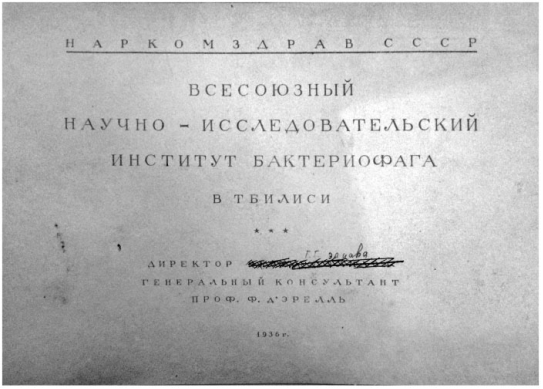 НАРКОМЗДРАВ СССР
ВСЕСОЮЗНЫЙ
НАУЧНО – ИССЛЕДОВАТЕЛЬСКИЙ
ИНСТИТУТ БАКТЕРИОФАГА
В ТБИЛИСИ
* * *
ДИРЕКТОР
ГЕНЕРАЛЬНЫЙ КОНСУЛЬТАНТ
ПРОФ. Ф. Д'ЭРЕЛЛЬ
1936 г.